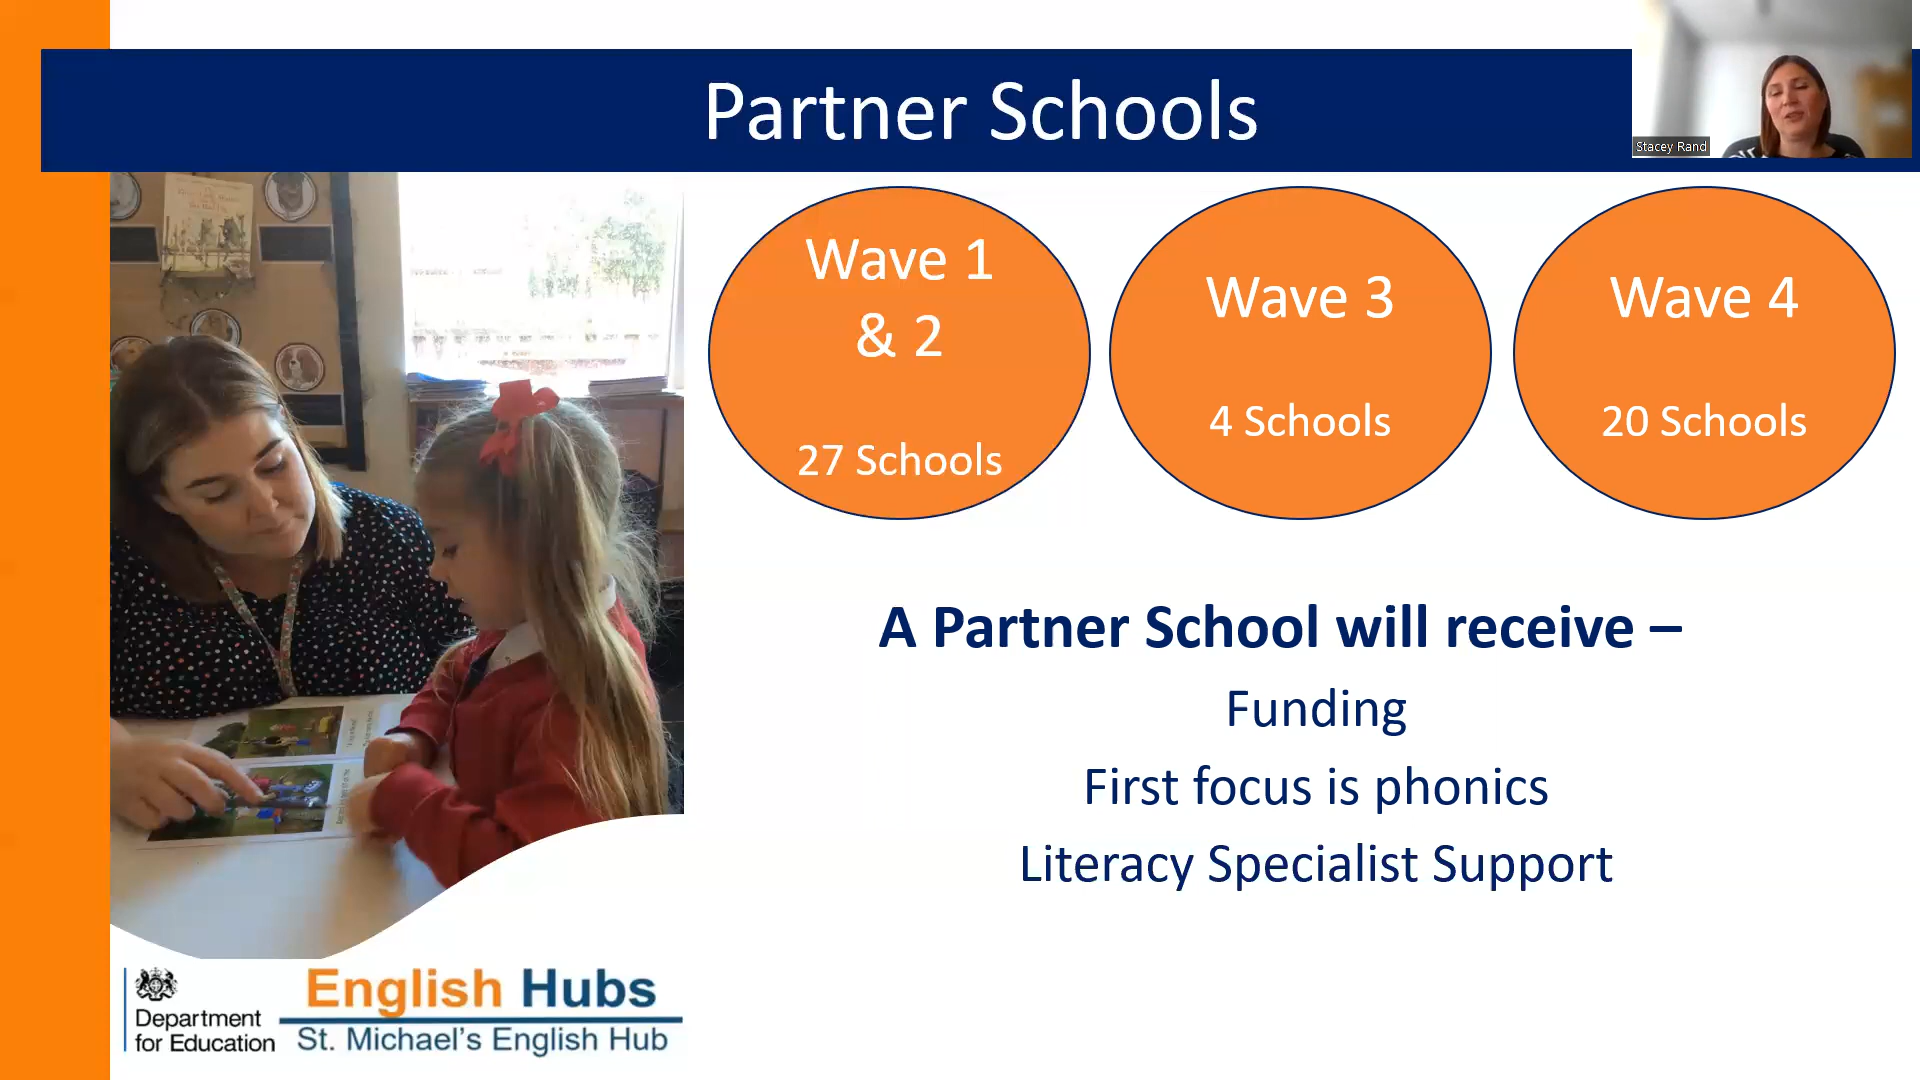 Partner Schools
Stacey Rand
Wave 1
& 2
27 Schools
Wave 3
4 Schools
Wave 4
20 Schools
A Partner School will receive –
Funding
First focus is phonics
Literacy Specialist Support
Department
for Education
English Hubs
St. Michael's English Hub